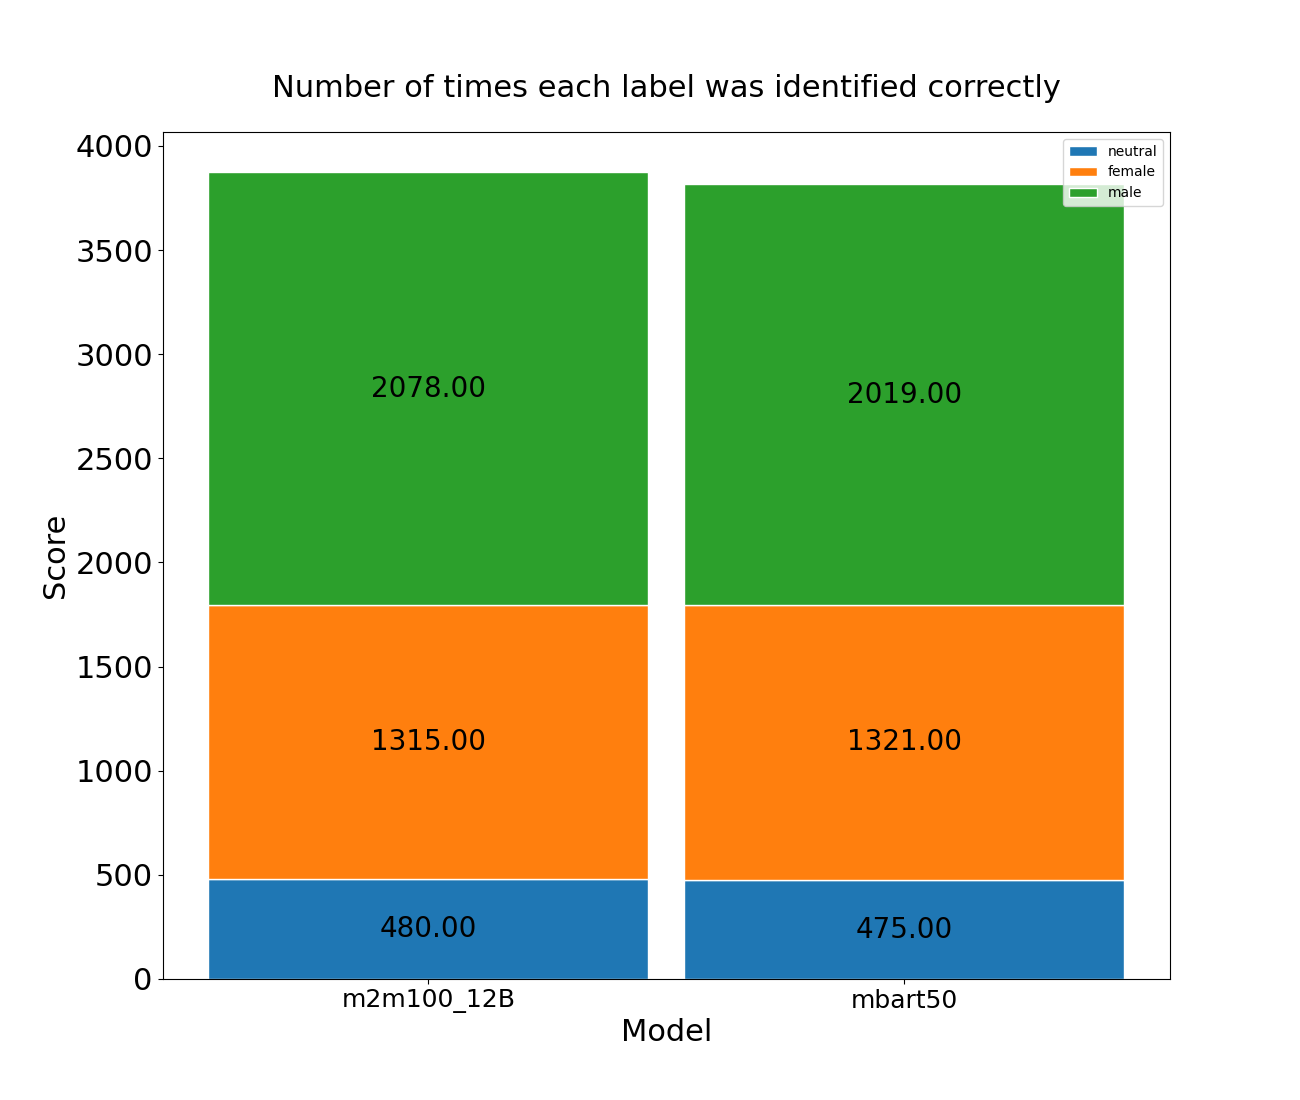 Number of times each label was identified correctly
neutral
female
male
4000
3500
3000
2500
2000
1500
1000
500
0
Score
2078.00
2019.00
1315.00
1321.00
480.00
475.00
m2m100_12B
mbart50
Model